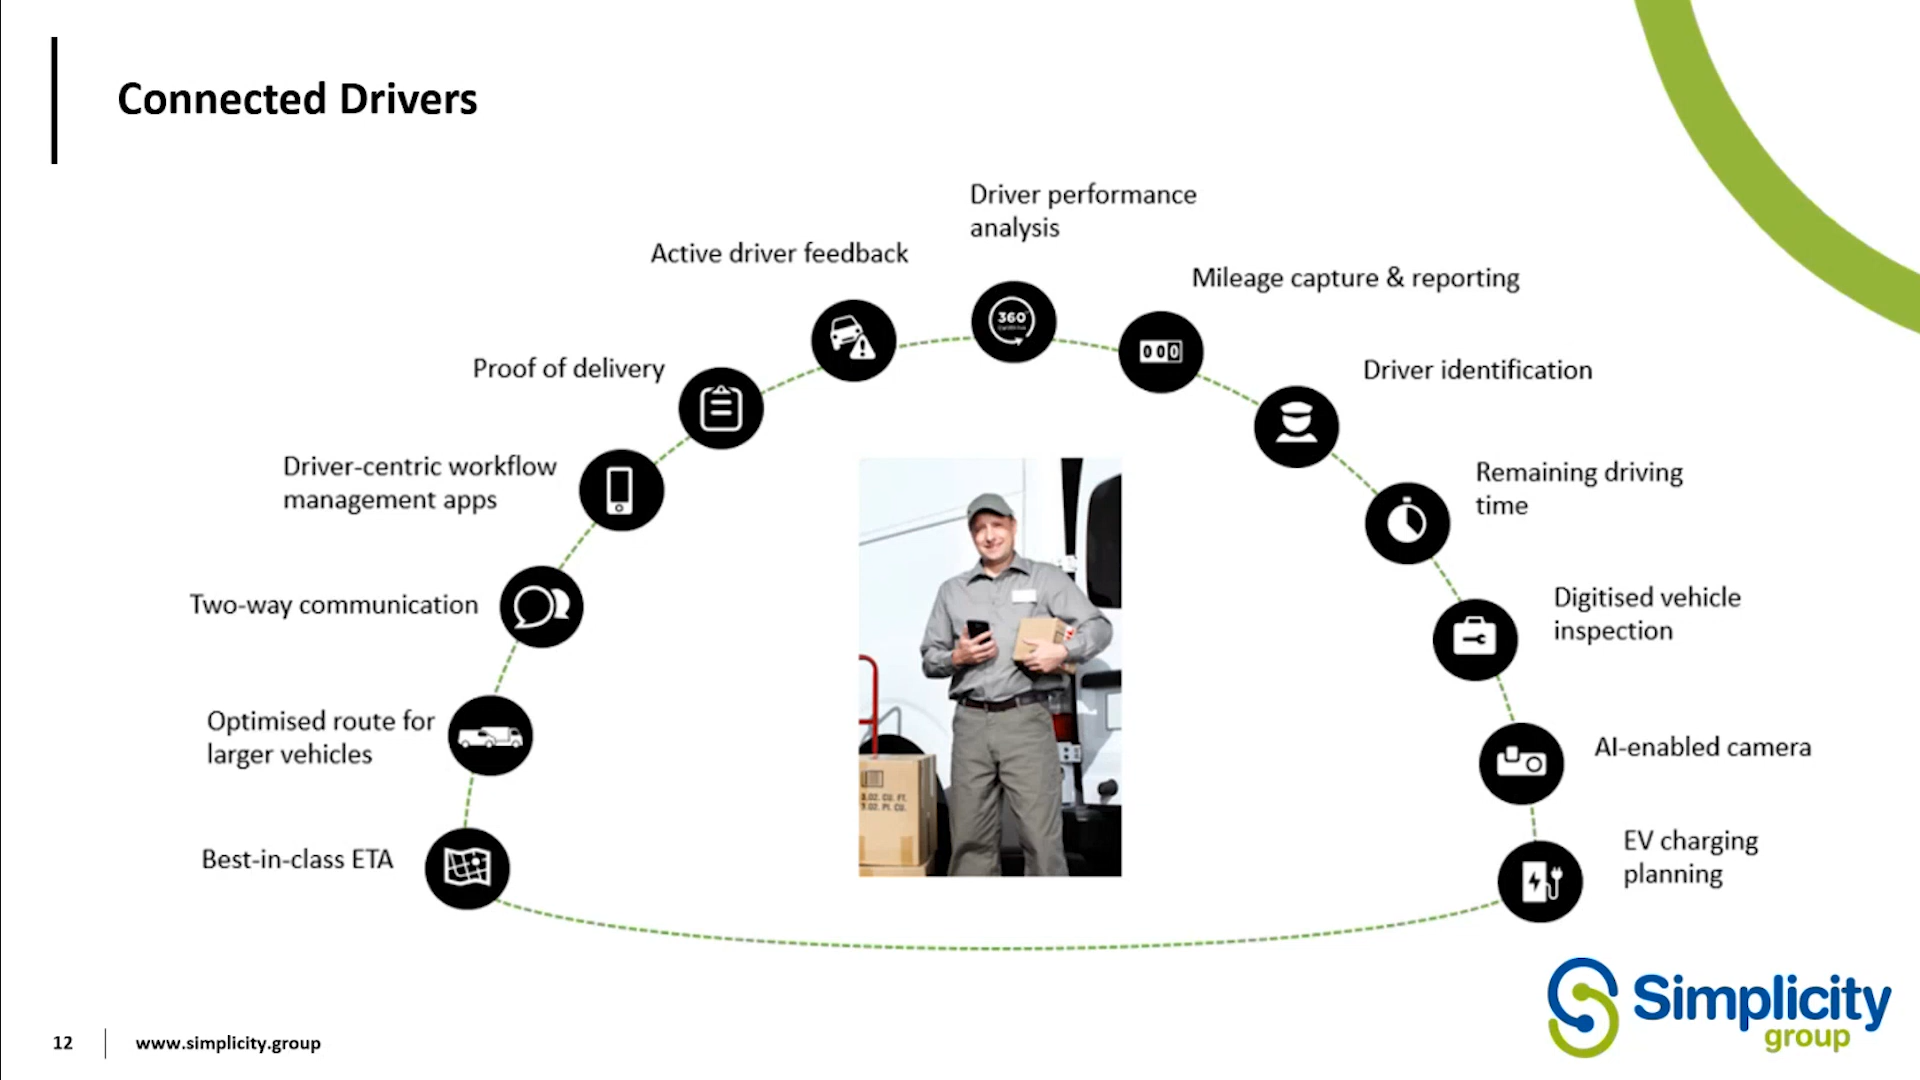 Connected Drivers
Driver performance
analysis
Active driver feedback
Mileage capture & reporting
360°
Proof of delivery
000
Driver identification
Driver-centric workflow
management apps
Remaining driving
time
Two-way communication
Digitised vehicle
inspection
Optimised route for
larger vehicles
AI-enabled camera
Best-in-class ETA
EV charging
planning
Simplicity
group
12
www.simplicity.group